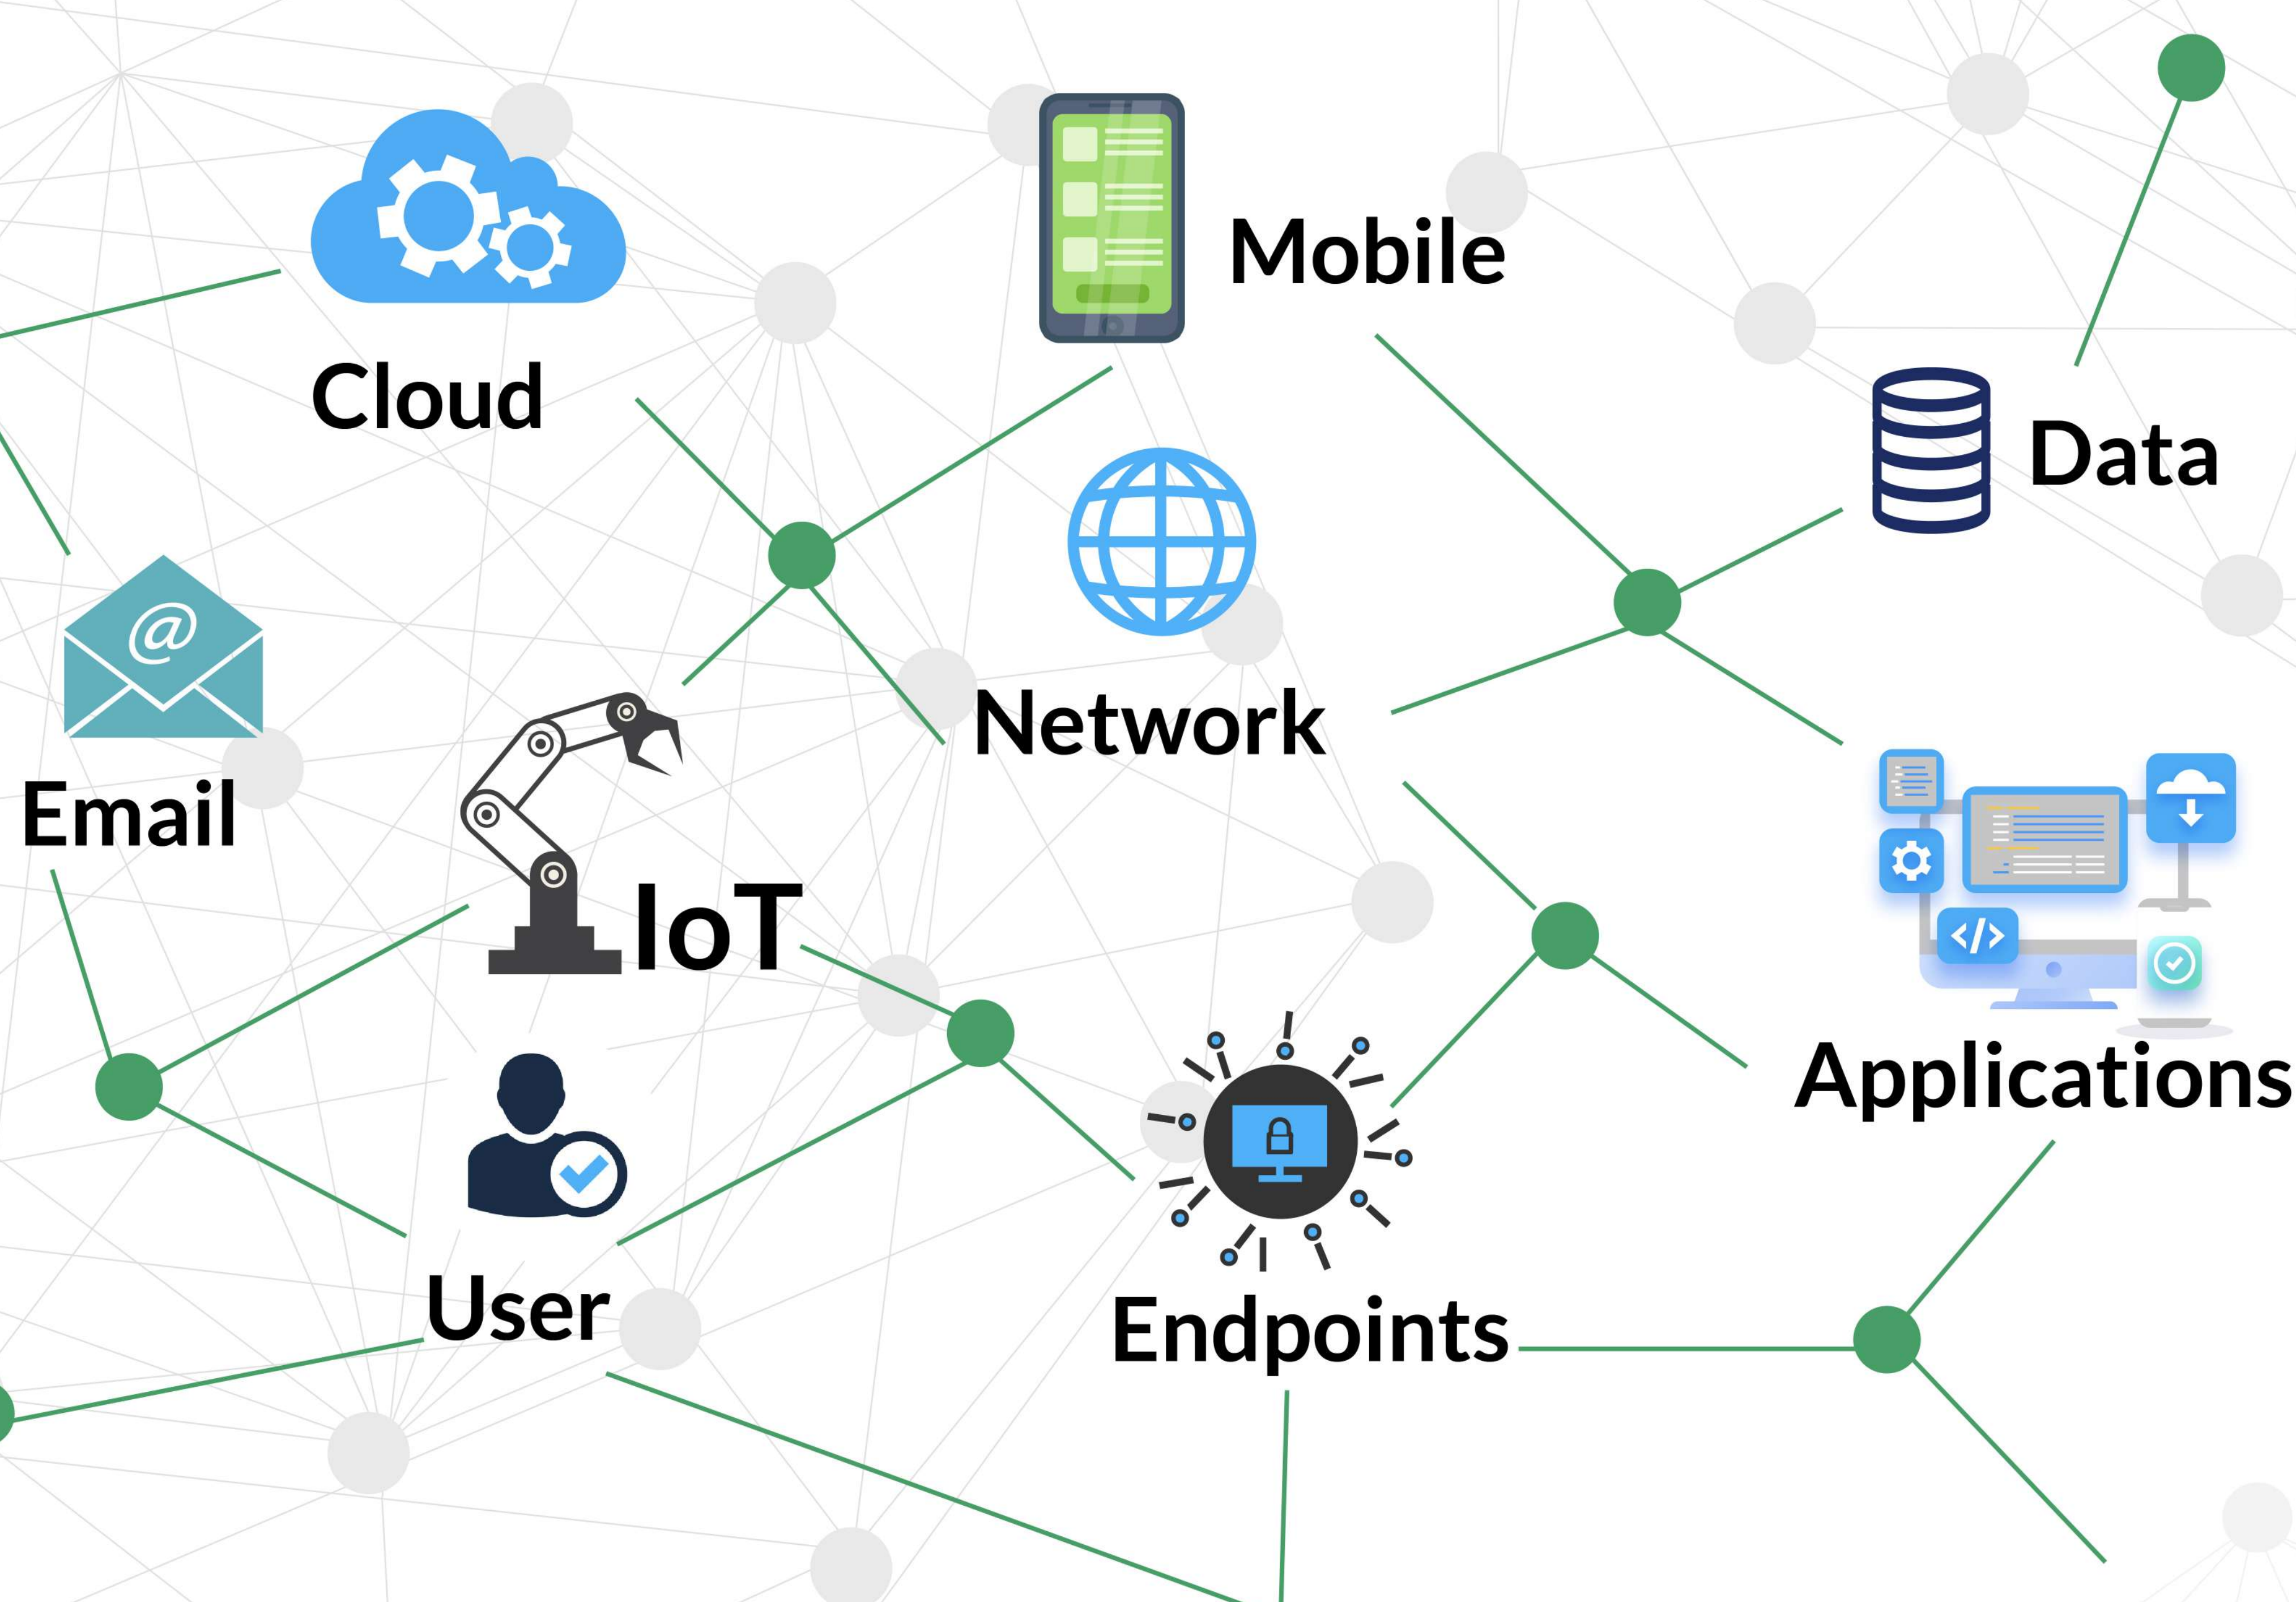 Mobile
Cloud
Data
@
Network
Email
IoT
</>
Applications
User
Endpoints